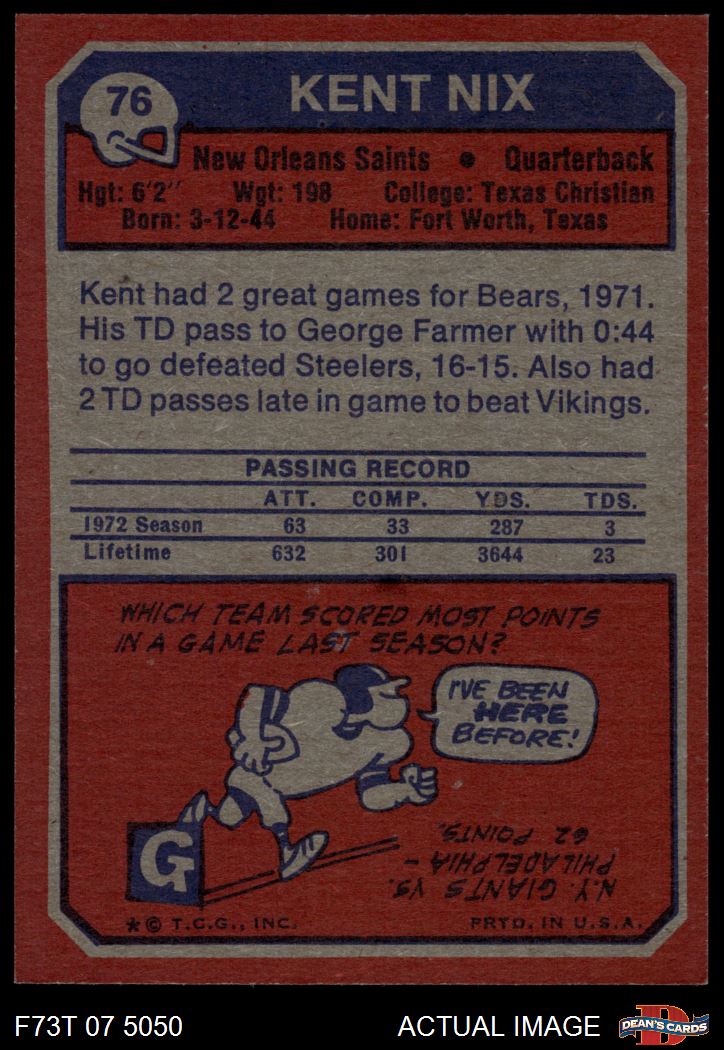 76
KENT NIX
New Orleans Saints • Quarterback
Hgt: 6'2" Wgt: 198 College: Texas Christian
Born: 3-12-44 Home: Fort Worth, Texas
Kent had 2 great games for Bears, 1971.
His TD pass to George Farmer with 0:44
to go defeated Steelers, 16-15. Also had
2 TD passes late in game to beat Vikings.
PASSING RECORD
ATT. COMP. YDS. TDS.
1972 Season 63 33 287 3
Lifetime 632 301 3644 23
WHICH TEAM SCORED MOST POINTS
IN A GAME LAST SEASON?
I'VE BEEN
HERE
BEFORE!
G
N.Y. GIANTS VS.
PHILADELPHIA –
62 POINTS.
* © T.C.G., INC. PRTD. IN U.S.A.
F73T 07 5050 ACTUAL IMAGE
D
DEAN'S CARDS